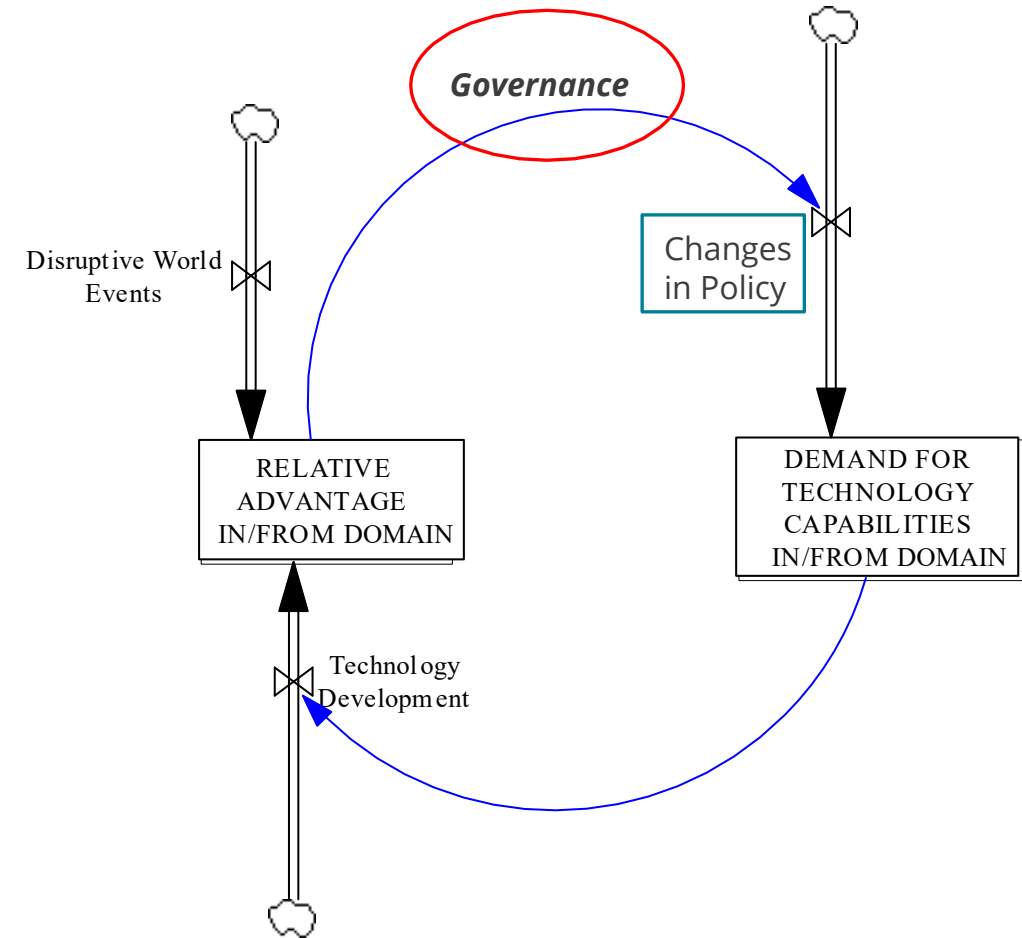 Governance
Disruptive World
Events
Changes
in Policy
RELATIVE
ADVANTAGE
IN/FROM DOMAIN
DEMAND FOR
TECHNOLOGY
CAPABILITIES
IN/FROM DOMAIN
Technology
Development